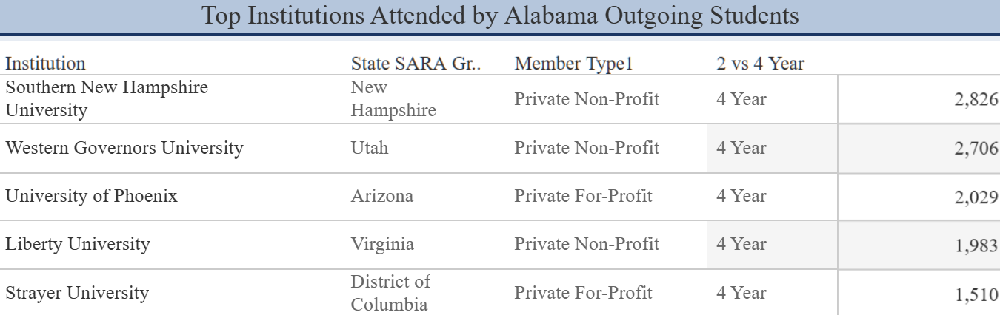 Top Institutions Attended by Alabama Outgoing Students
Institution State SARA Gr.. Member Type1 2 vs 4 Year
Southern New Hampshire University New Hampshire Private Non-Profit 4 Year 2,826
Western Governors University Utah Private Non-Profit 4 Year 2,706
University of Phoenix Arizona Private For-Profit 4 Year 2,029
Liberty University Virginia Private Non-Profit 4 Year 1,983
Strayer University District of Columbia Private For-Profit 4 Year 1,510